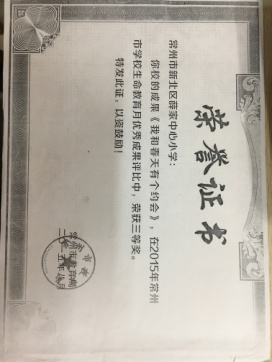 荣誉证书
常州市新北区薛家中心小学：
你校的成果《我和春天有个约会》，在2015年常州
市学校生命教育月优秀成果评比中，荣获三等奖。
特发此证，以资鼓励！